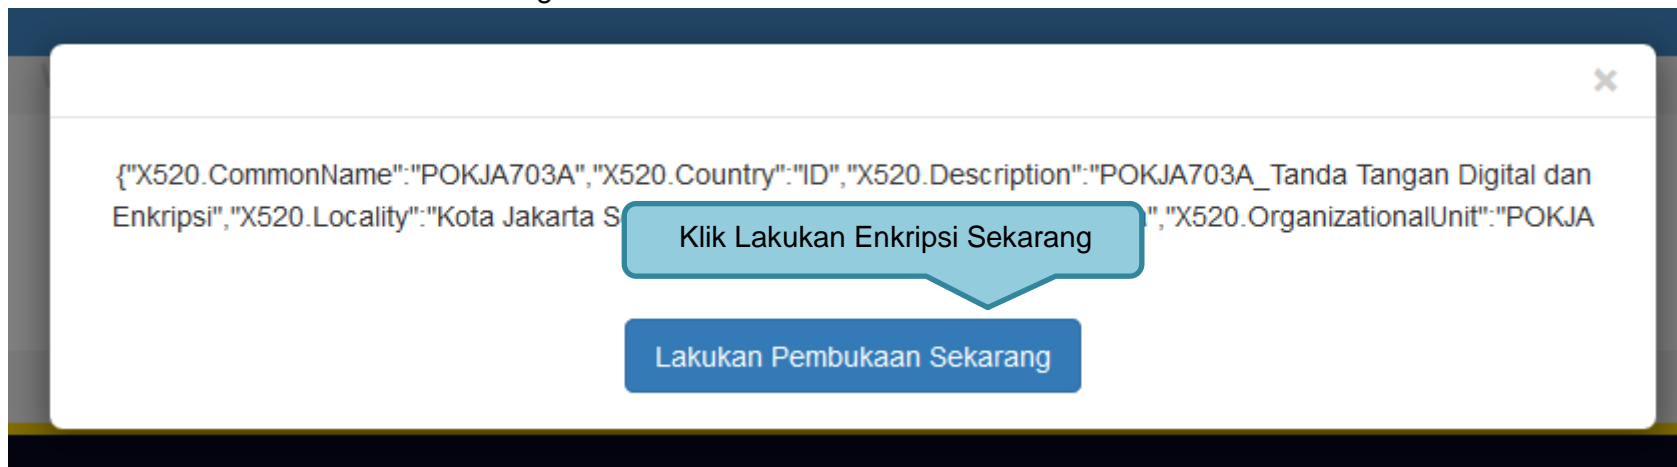 {"X520.CommonName":"POKJA703A","X520.Country":"ID","X520.Description":"POKJA703A_Tanda Tangan Digital dan
Enkripsi","X520.Locality":"Kota Jakarta S ","X520.OrganizationalUnit":"POKJA
Klik Lakukan Enkripsi Sekarang
Lakukan Pembukaan Sekarang